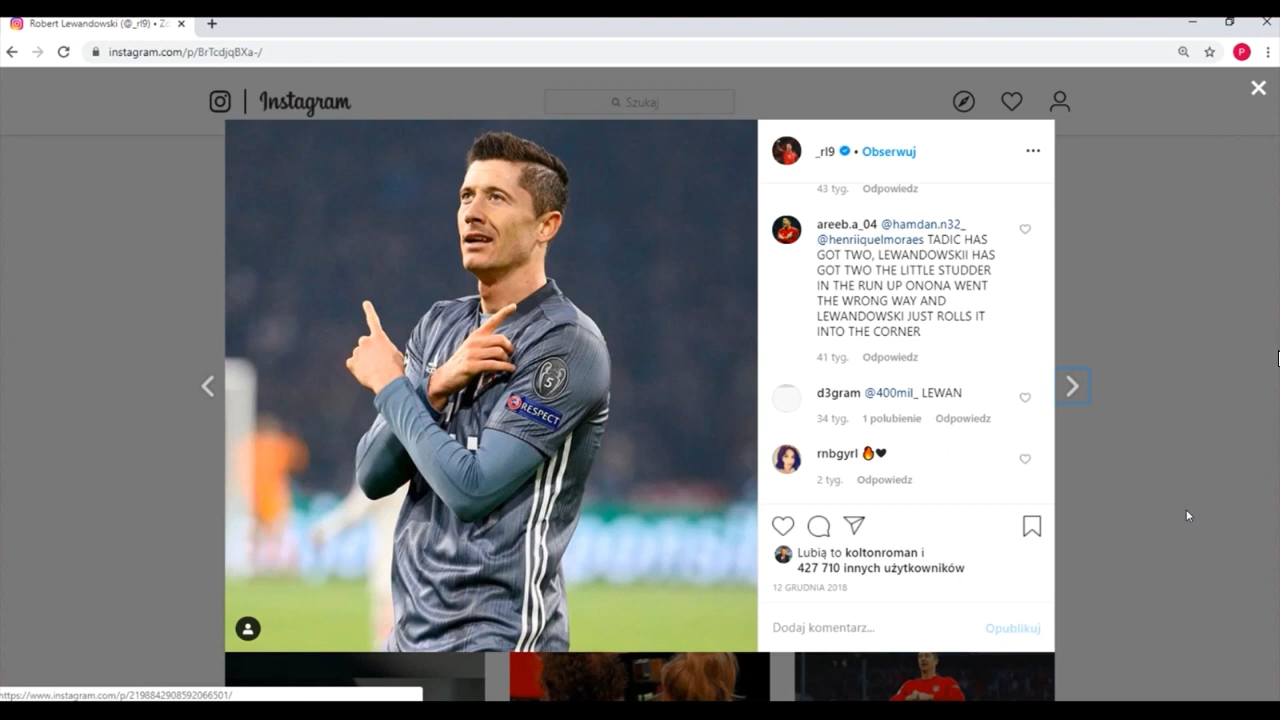 Robert Lewandowski (@_rl9) • Z
instagram.com/p/BrTcdjqBXa-/
P
Instagram
Szukaj
_rl9 • Obserwuj
43 tyg. Odpowiedz
areeb.a_04 @hamdan.n32_
@henriiquelmoraes TADIC HAS
GOT TWO, LEWANDOWSKII HAS
GOT TWO THE LITTLE STUDDER
IN THE RUN UP ONONA WENT
THE WRONG WAY AND
LEWANDOWSKI JUST ROLLS IT
INTO THE CORNER
41 tyg. Odpowiedz
d3gram @400mil_ LEWAN
34 tyg. 1 polubienie Odpowiedz
rnbgyrl 🔥🖤
2 tyg. Odpowiedz
5
RESPECT
Lubią to koltonroman i
427 710 innych użytkowników
12 GRUDNIA 2018
Dodaj komentarz... Opublikuj
https://www.instagram.com/p/2198842908592066501/